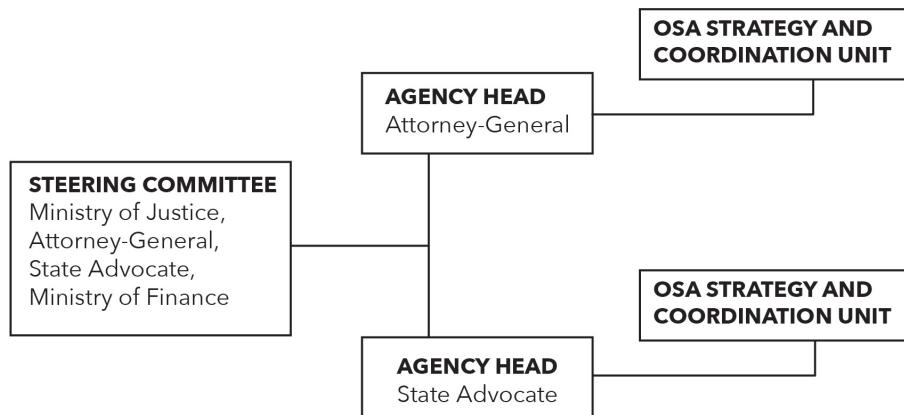 OSA STRATEGY AND
COORDINATION UNIT
AGENCY HEAD
Attorney-General
STEERING COMMITTEE
Ministry of Justice,
Attorney-General,
State Advocate,
Ministry of Finance
OSA STRATEGY AND
COORDINATION UNIT
AGENCY HEAD
State Advocate